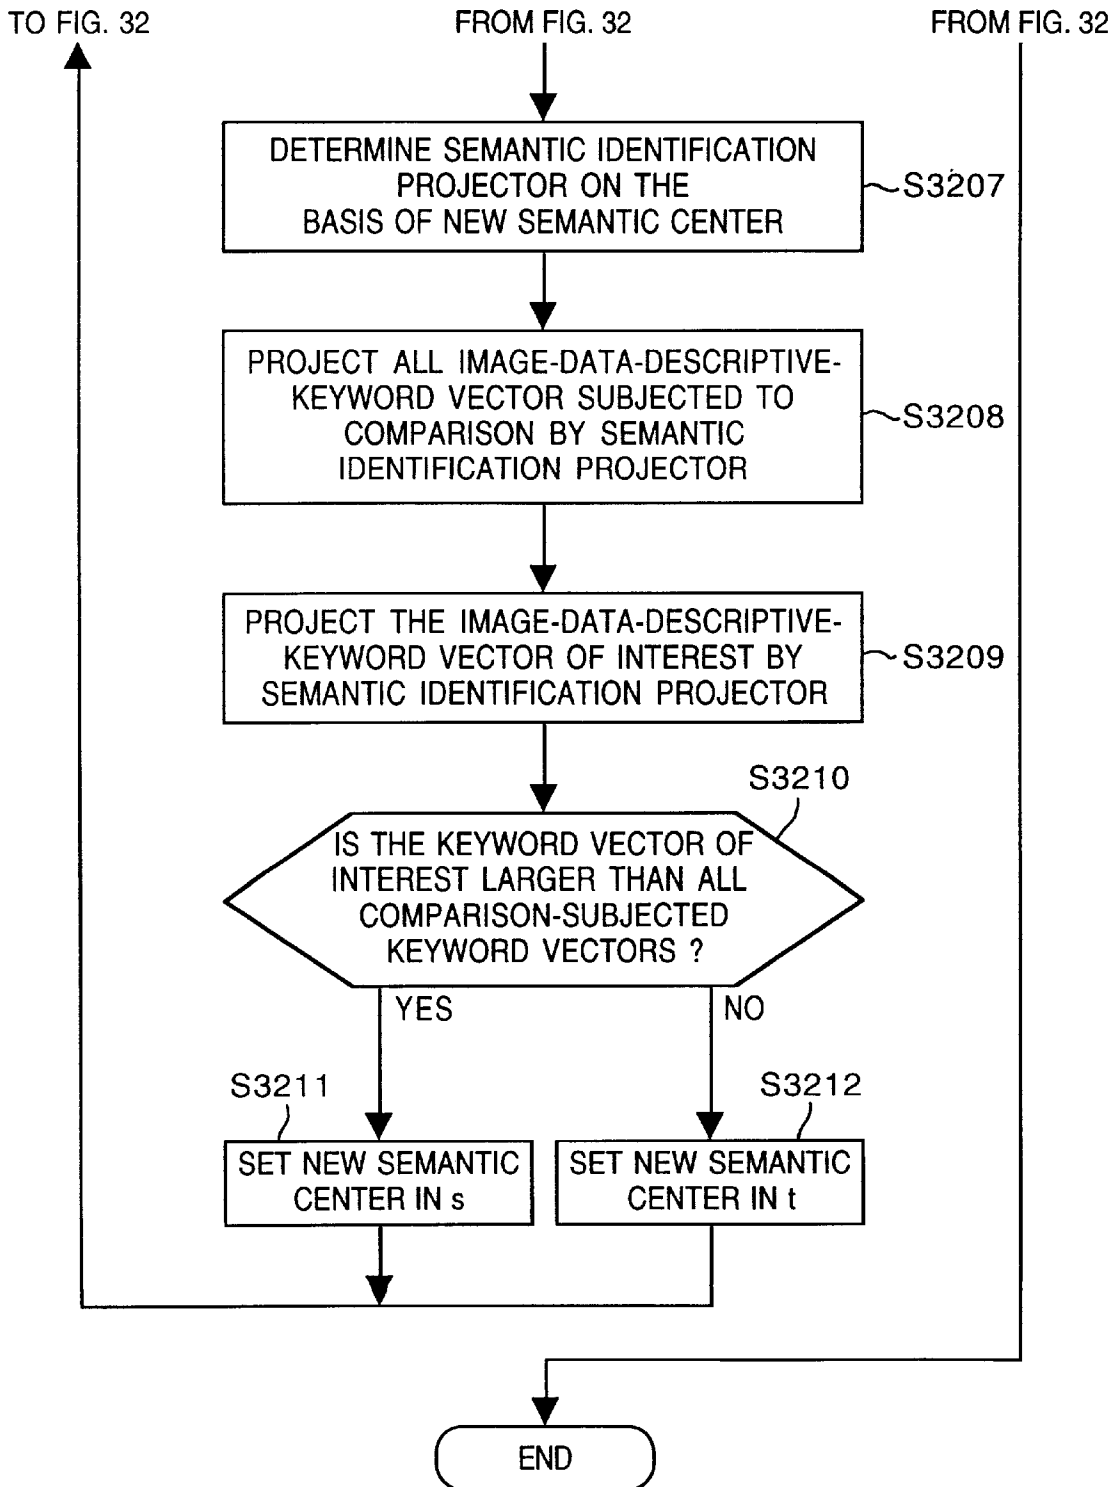 TO FIG. 32
FROM FIG. 32
FROM FIG. 32
DETERMINE SEMANTIC IDENTIFICATION
PROJECTOR ON THE
BASIS OF NEW SEMANTIC CENTER
S3207
PROJECT ALL IMAGE-DATA-DESCRIPTIVE-
KEYWORD VECTOR SUBJECTED TO
COMPARISON BY SEMANTIC
IDENTIFICATION PROJECTOR
S3208
PROJECT THE IMAGE-DATA-DESCRIPTIVE-
KEYWORD VECTOR OF INTEREST BY
SEMANTIC IDENTIFICATION PROJECTOR
S3209
S3210
IS THE KEYWORD VECTOR OF
INTEREST LARGER THAN ALL
COMPARISON-SUBJECTED
KEYWORD VECTORS ?
YES
NO
S3211
S3212
SET NEW SEMANTIC
CENTER IN s
SET NEW SEMANTIC
CENTER IN t
END